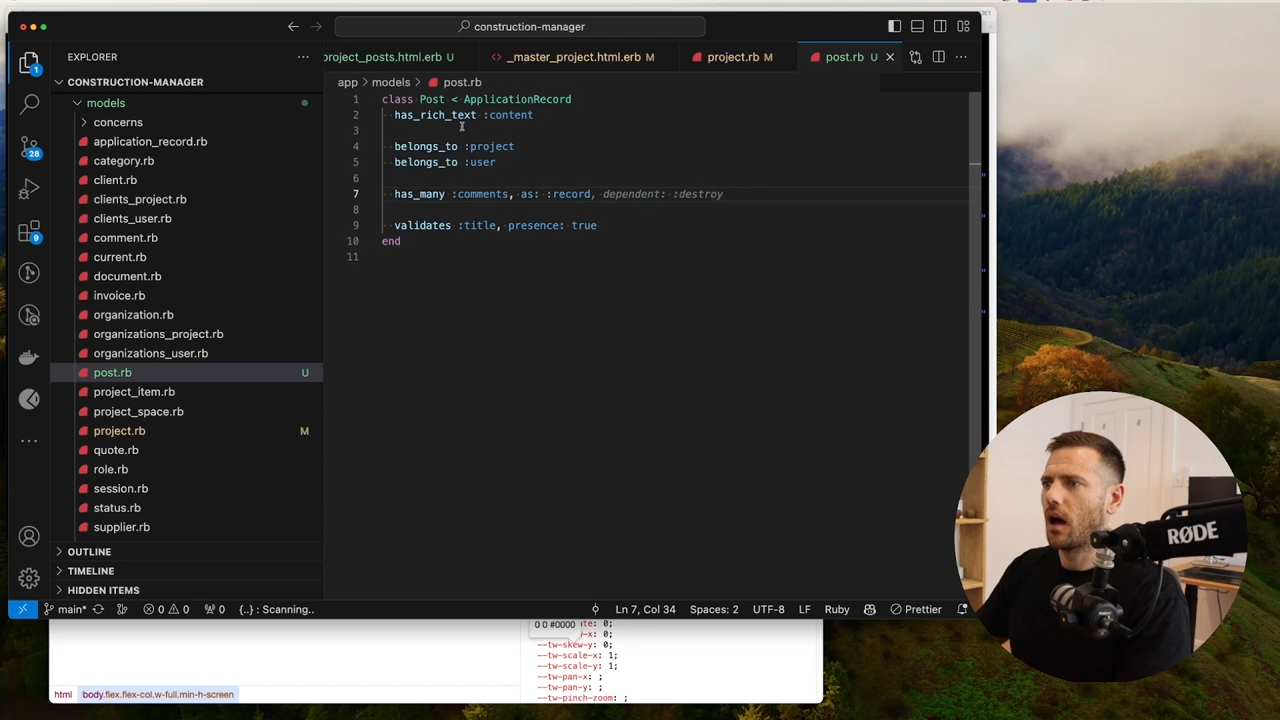 construction-manager
EXPLORER
project_posts.html.erb U
_master_project.html.erb M
project.rb M
post.rb U
CONSTRUCTION-MANAGER
app > models > post.rb
models
concerns
application_record.rb
category.rb
client.rb
clients_project.rb
clients_user.rb
comment.rb
current.rb
document.rb
invoice.rb
organization.rb
organizations_project.rb
organizations_user.rb
post.rb U
project_item.rb
project_space.rb
project.rb M
quote.rb
role.rb
session.rb
status.rb
supplier.rb
OUTLINE
TIMELINE
HIDDEN ITEMS
1
28
9
1 class Post < ApplicationRecord
2 has_rich_text :content
3
4 belongs_to :project
5 belongs_to :user
6
7 has_many :comments, as: :record, dependent: :destroy
8
9 validates :title, presence: true
10 end
11
main* 0 0 0 {..} : Scanning..
Ln 7, Col 34 Spaces: 2 UTF-8 LF Ruby Prettier
0 0 #0000
--tw-skew-y: 0;
--tw-scale-x: 1;
--tw-scale-y: 1;
--tw-pan-x: ;
--tw-pan-y: ;
--tw-pinch-zoom: ;
html body.flex.flex-col.w-full.min-h-screen
RØDE